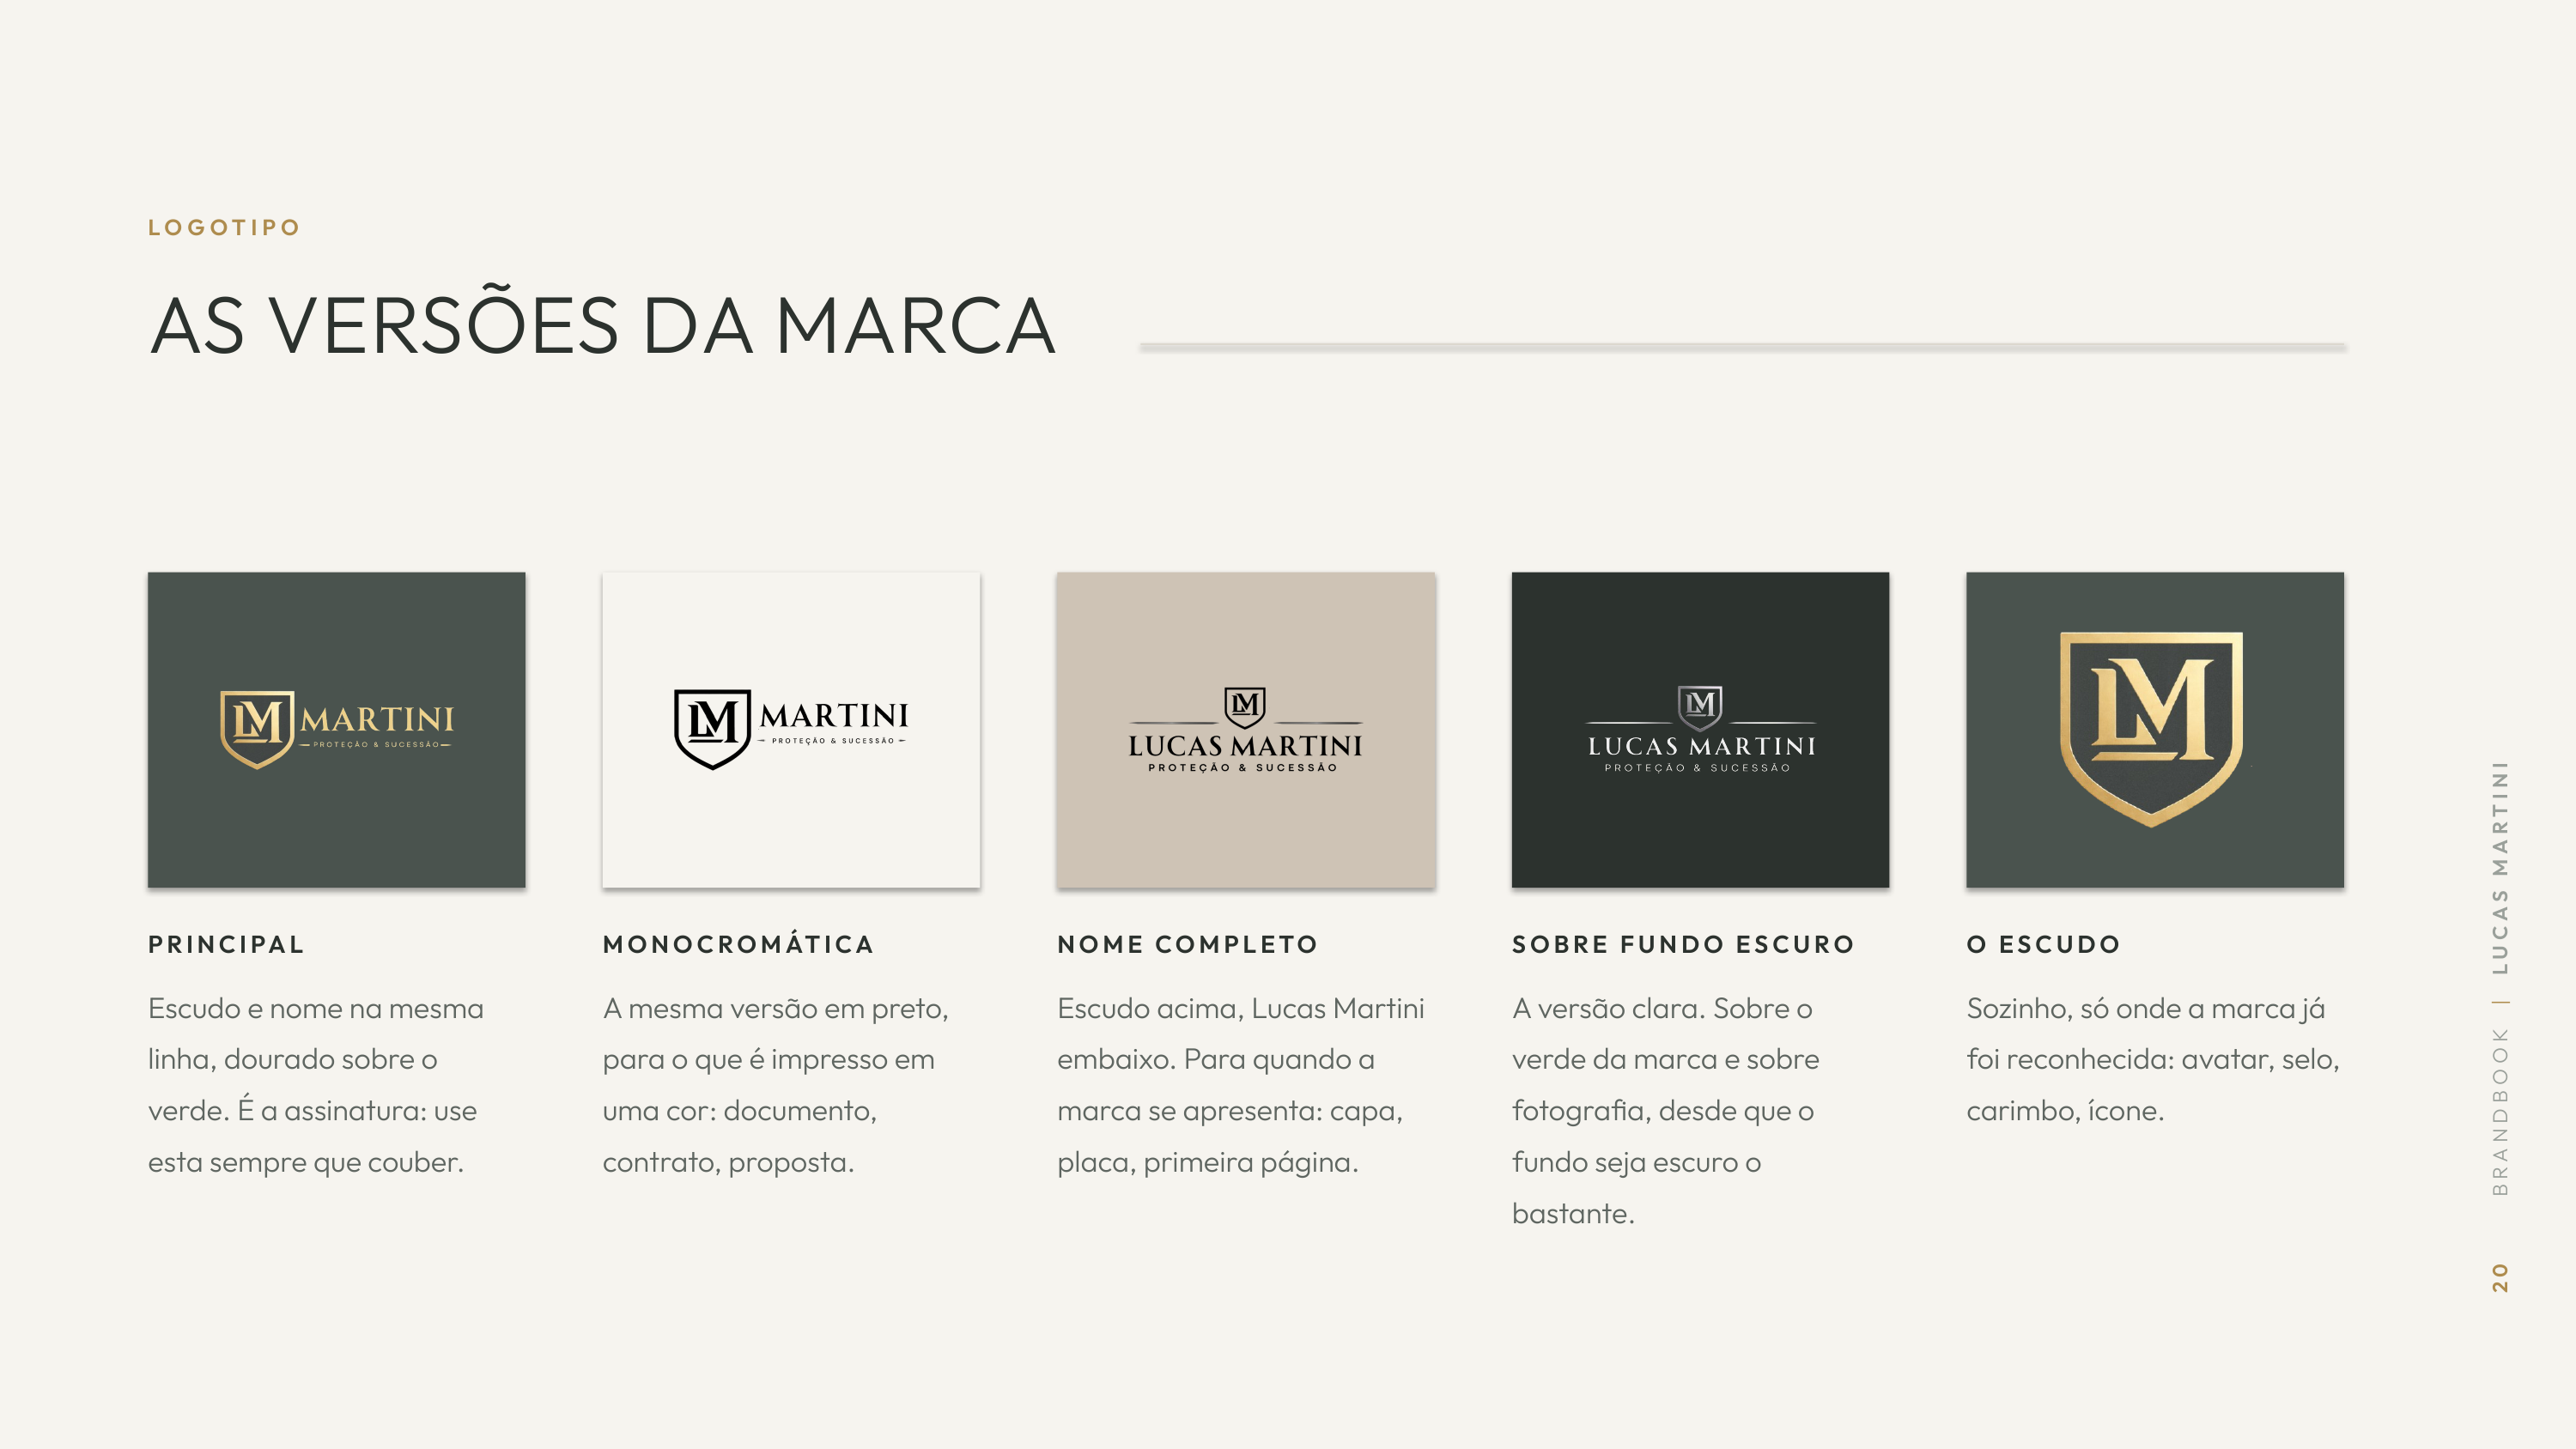 LOGOTIPO
AS VERSÕES DA MARCA
LM MARTINI
PROTEÇÃO & SUCESSÃO
LM MARTINI
PROTEÇÃO & SUCESSÃO
LM
LUCAS MARTINI
PROTEÇÃO & SUCESSÃO
LM
LUCAS MARTINI
PROTEÇÃO & SUCESSÃO
LM
PRINCIPAL
Escudo e nome na mesma
linha, dourado sobre o
verde. É a assinatura: use
esta sempre que couber.
MONOCROMÁTICA
A mesma versão em preto,
para o que é impresso em
uma cor: documento,
contrato, proposta.
NOME COMPLETO
Escudo acima, Lucas Martini
embaixo. Para quando a
marca se apresenta: capa,
placa, primeira página.
SOBRE FUNDO ESCURO
A versão clara. Sobre o
verde da marca e sobre
fotografia, desde que o
fundo seja escuro o
bastante.
O ESCUDO
Sozinho, só onde a marca já
foi reconhecida: avatar, selo,
carimbo, ícone.
20 BRANDBOOK | LUCAS MARTINI